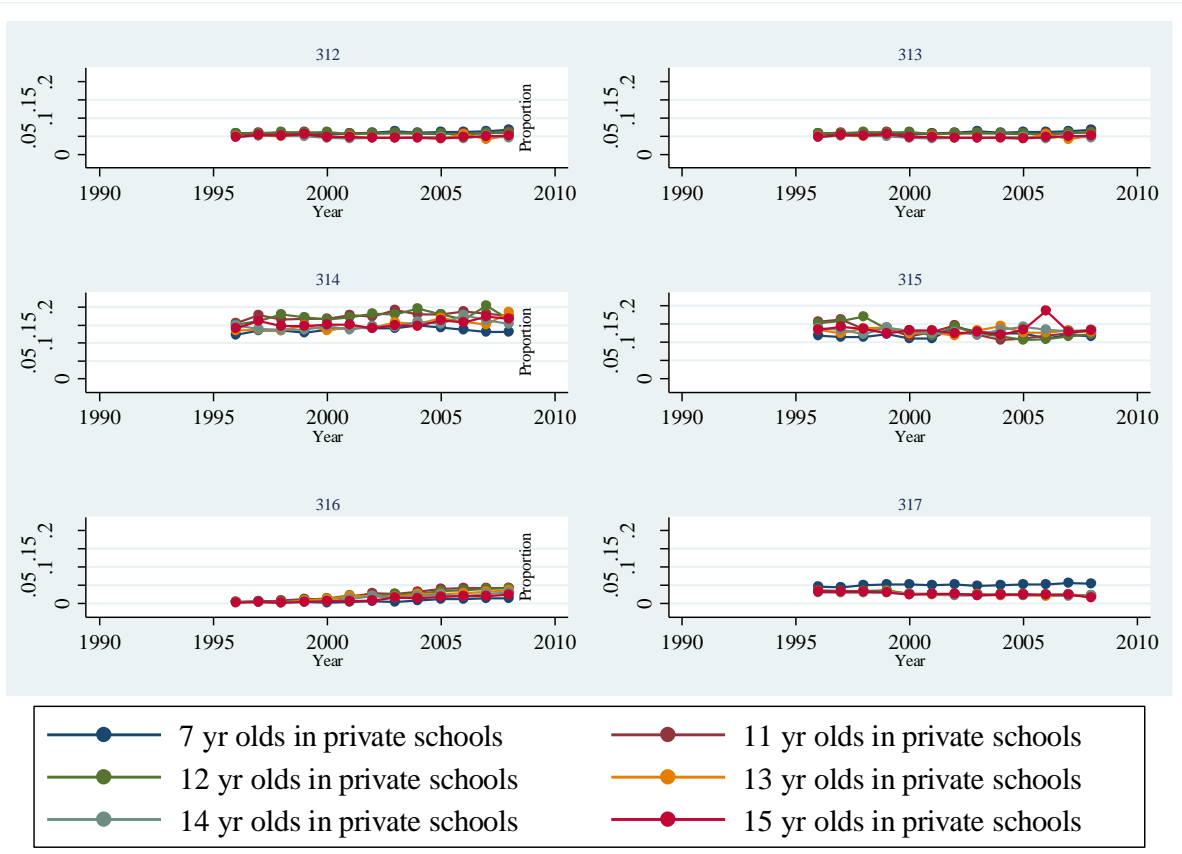 312
0 .05 .1 .15 .2
Proportion
1990 1995 2000 2005 2010
Year
313
0 .05 .1 .15 .2
1990 1995 2000 2005 2010
Year
314
0 .05 .1 .15 .2
Proportion
1990 1995 2000 2005 2010
Year
315
0 .05 .1 .15 .2
1990 1995 2000 2005 2010
Year
316
0 .05 .1 .15 .2
Proportion
1990 1995 2000 2005 2010
Year
317
0 .05 .1 .15 .2
1990 1995 2000 2005 2010
Year
7 yr olds in private schools
11 yr olds in private schools
12 yr olds in private schools
13 yr olds in private schools
14 yr olds in private schools
15 yr olds in private schools